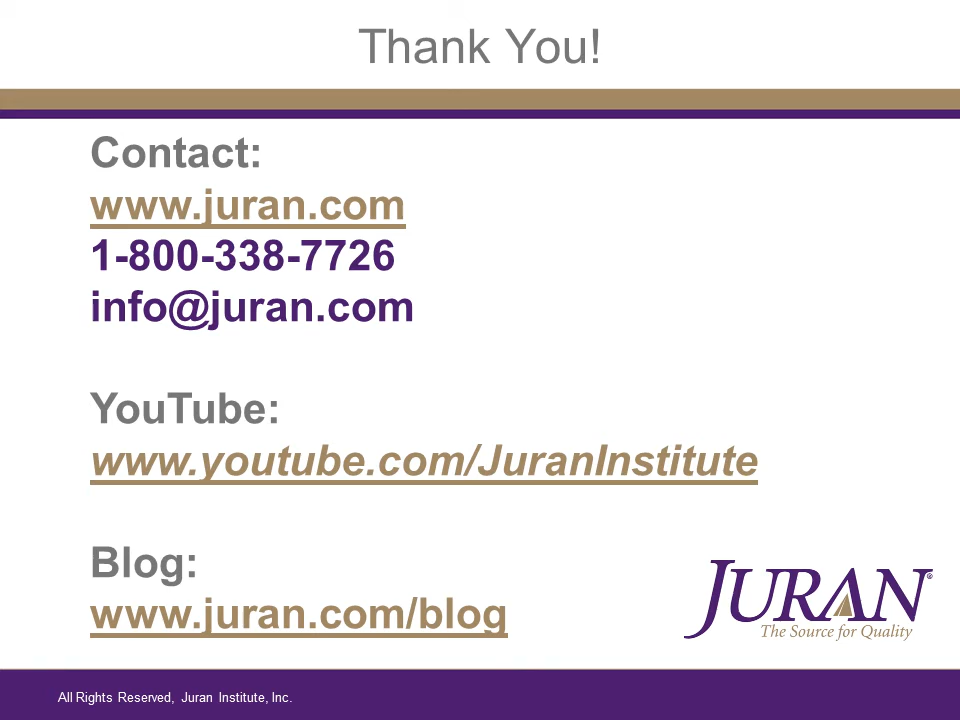 Thank You!
Contact:
www.juran.com
1-800-338-7726
info@juran.com
YouTube:
www.youtube.com/JuranInstitute
Blog:
www.juran.com/blog
JURAN®
The Source for Quality
All Rights Reserved, Juran Institute, Inc.